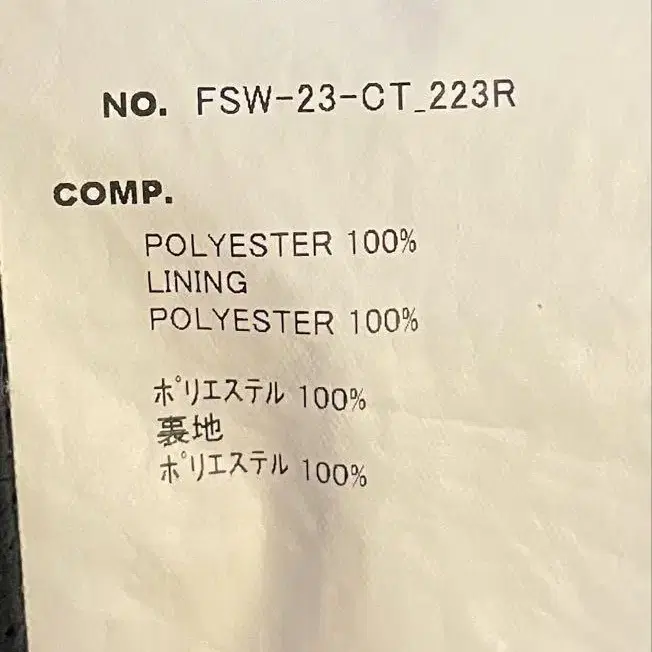 NO. FSW-23-CT_223R
COMP.
POLYESTER 100%
LINING
POLYESTER 100%
ポリエステル 100%
裏地
ポリエステル 100%